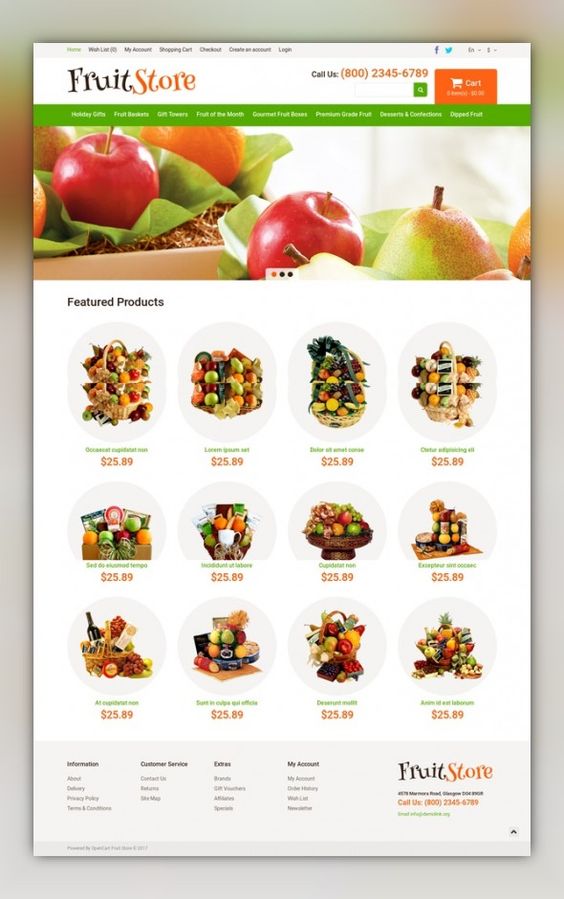 Home Wish List (0) My Account Shopping Cart Checkout Create an account Login
En $
FruitStore
Call Us: (800) 2345-6789
Cart
0 item(s) - $0.00
Holiday Gifts Fruit Baskets Gift Towers Fruit of the Month Gourmet Fruit Boxes Premium Grade Fruit Desserts & Confections Dipped Fruit
Featured Products
Occaecat cupidatat non Lorem ipsum set Dolor sit amet conse Ctetur adipisicing elit
$25.89 $25.89 $25.89 $25.89
Sed do eiusmod tempo Incididunt ut labore Cupidatat non Excepteur sint occaec
$25.89 $25.89 $25.89 $25.89
At cupidatat non Sunt in culpa qui officia Deserunt mollit Anim id est laborum
$25.89 $25.89 $25.89 $25.89
Information Customer Service Extras My Account
About Contact Us Brands My Account
Delivery Returns Gift Vouchers Order History
Privacy Policy Site Map Affiliates Wish List
Terms & Conditions Specials Newsletter
FruitStore
4578 Marmora Road, Glasgow D04 89GR
Call Us: (800) 2345-6789
Email: info@demolink.org
Powered By OpenCart Fruit Store © 2017